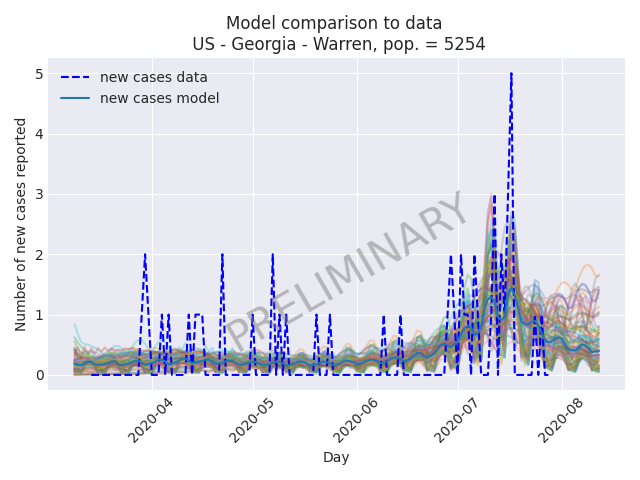 Model comparison to data
US - Georgia - Warren, pop. = 5254
new cases data
new cases model
Number of new cases reported
5
4
3
2
1
0
PRELIMINARY
2020-04
2020-05
2020-06
2020-07
2020-08
Day